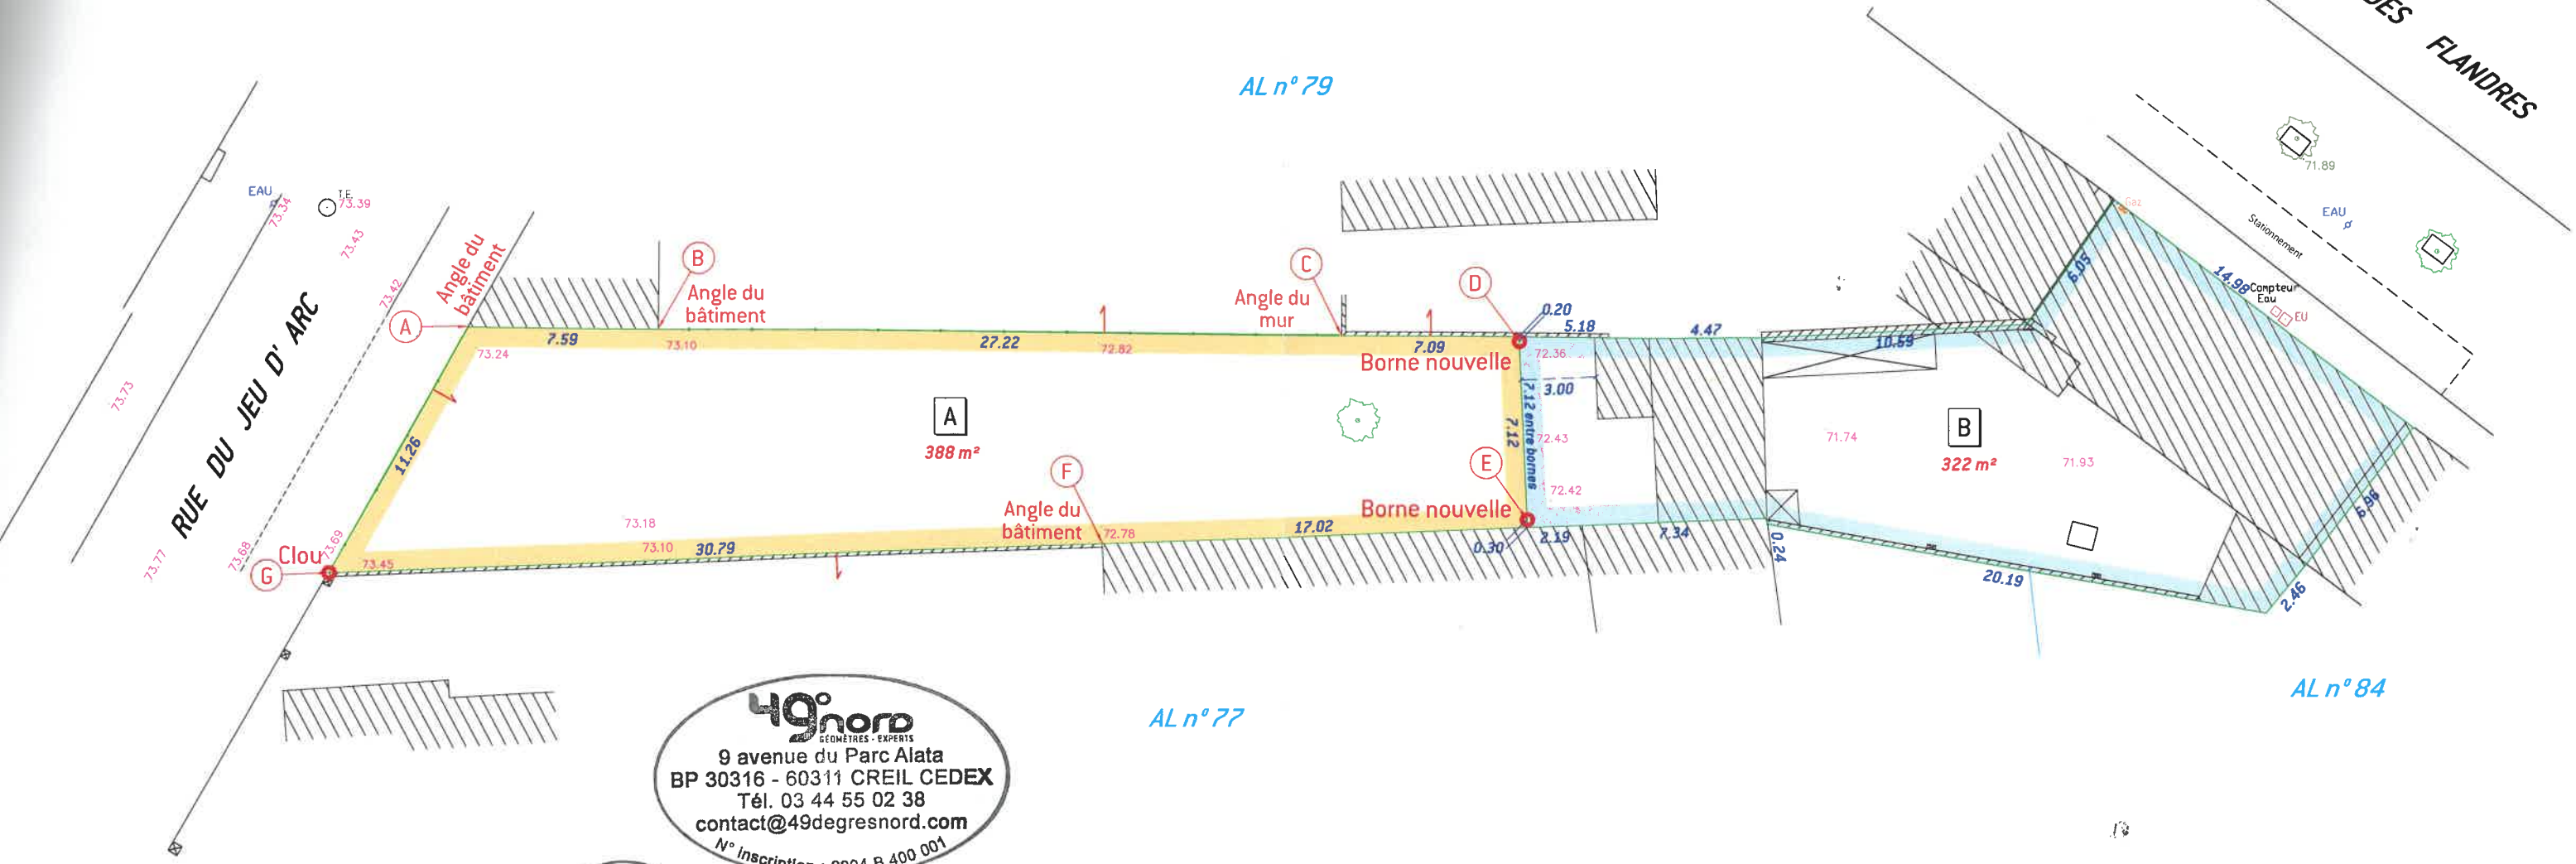 DES FLANDRES
AL n° 79
71.89
EAU
Stationnement
Gaz
14.98
Compteur
Eau
EU
6.05
EAU
73.34
T.E.
73.39
73.43
73.42
Angle du
bâtiment
A
B
Angle du
bâtiment
C
Angle du
mur
D
0.20
5.18
4.47
10.59
7.59
73.24
73.10
27.22
72.82
7.09
Borne nouvelle
72.36
3.00
7.12
7.12 entre bornes
72.43
72.42
RUE DU JEU D' ARC
73.73
73.77
73.68
73.69
11.26
A
388 m²
B
322 m²
71.74
71.93
6.96
2.46
20.19
0.24
7.34
2.19
0.30
E
Borne nouvelle
17.02
F
Angle du
bâtiment
72.78
73.18
73.10
30.79
73.45
Clou
G
AL n° 84
AL n° 77
49° nord
GÉOMÈTRES - EXPERTS
9 avenue du Parc Alata
BP 30316 - 60311 CREIL CEDEX
Tél. 03 44 55 02 38
contact@49degresnord.com
N° Inscription : 2004 B 400 001